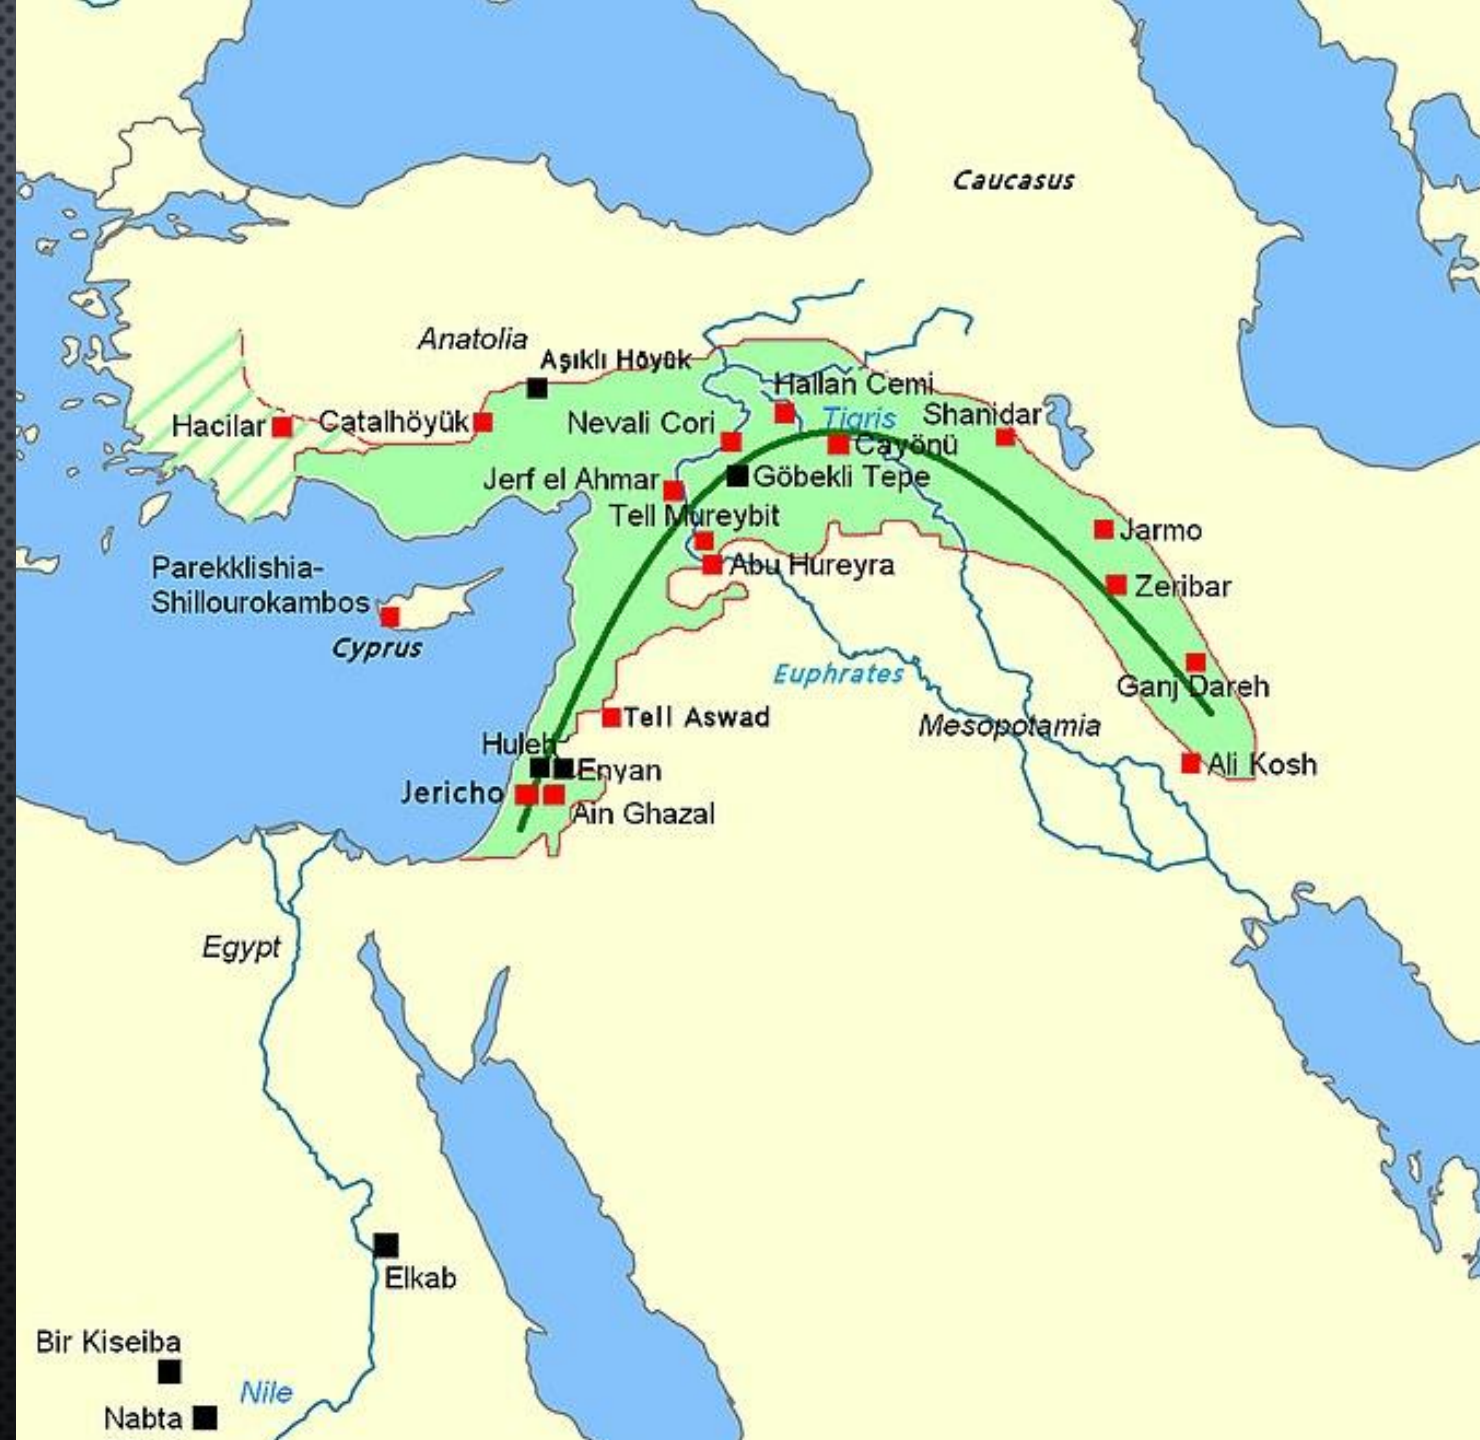 Caucasus
Anatolia
Aşıklı Höyük
Hallan Cemi
Hacilar
Catalhöyük
Nevali Cori
Tigris
Shanidar
Cayönü
Jerf el Ahmar
Göbekli Tepe
Tell Mureybit
Jarmo
Abu Hureyra
Parekklishia-
Shillourokambos
Zeribar
Cyprus
Euphrates
Ganj Dareh
Tell Aswad
Mesopotamia
Huleh
Enyan
Ali Kosh
Jericho
Ain Ghazal
Egypt
Elkab
Bir Kiseiba
Nile
Nabta